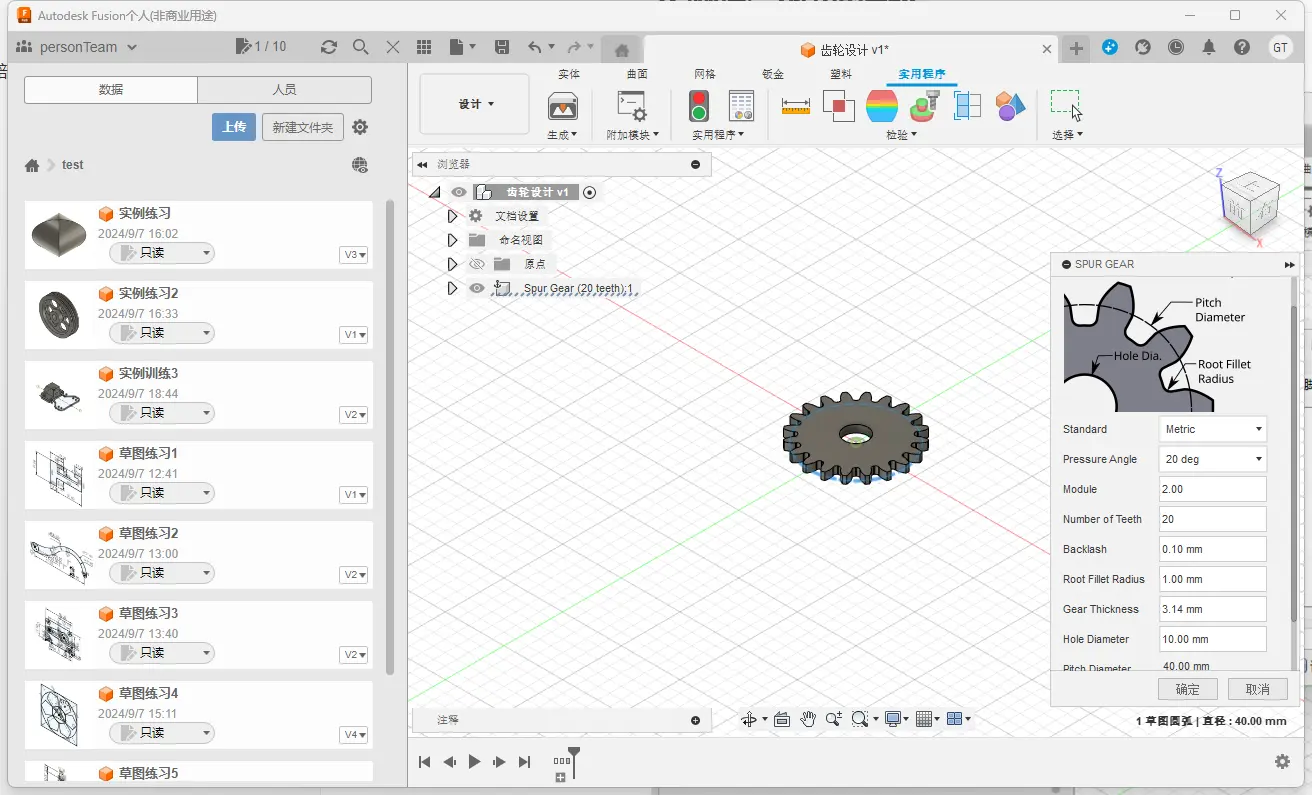 Autodesk Fusion个人(非商业用途)
personTeam
1 / 10
齿轮设计 v1*
GT
数据
人员
上传
新建文件夹
test
实例练习
2024/9/7 16:02
只读
V3
实例练习2
2024/9/7 16:33
只读
V1
实例训练3
2024/9/7 18:44
只读
V2
草图练习1
2024/9/7 12:41
只读
V1
草图练习2
2024/9/7 13:00
只读
V2
草图练习3
2024/9/7 13:40
只读
V2
草图练习4
2024/9/7 15:11
只读
V4
草图练习5
设计
实体
曲面
网格
钣金
塑料
实用程序
生成
附加模块
实用程序
检验
选择
浏览器
齿轮设计 v1
文档设置
命名视图
原点
Spur Gear (20 teeth):1
Z
X
SPUR GEAR
Pitch
Diameter
Hole Dia.
Root Fillet
Radius
Standard
Metric
Pressure Angle
20 deg
Module
2.00
Number of Teeth
20
Backlash
0.10 mm
Root Fillet Radius
1.00 mm
Gear Thickness
3.14 mm
Hole Diameter
10.00 mm
Pitch Diameter
40.00 mm
确定
取消
注释
1 草图圆弧 | 直径 : 40.00 mm